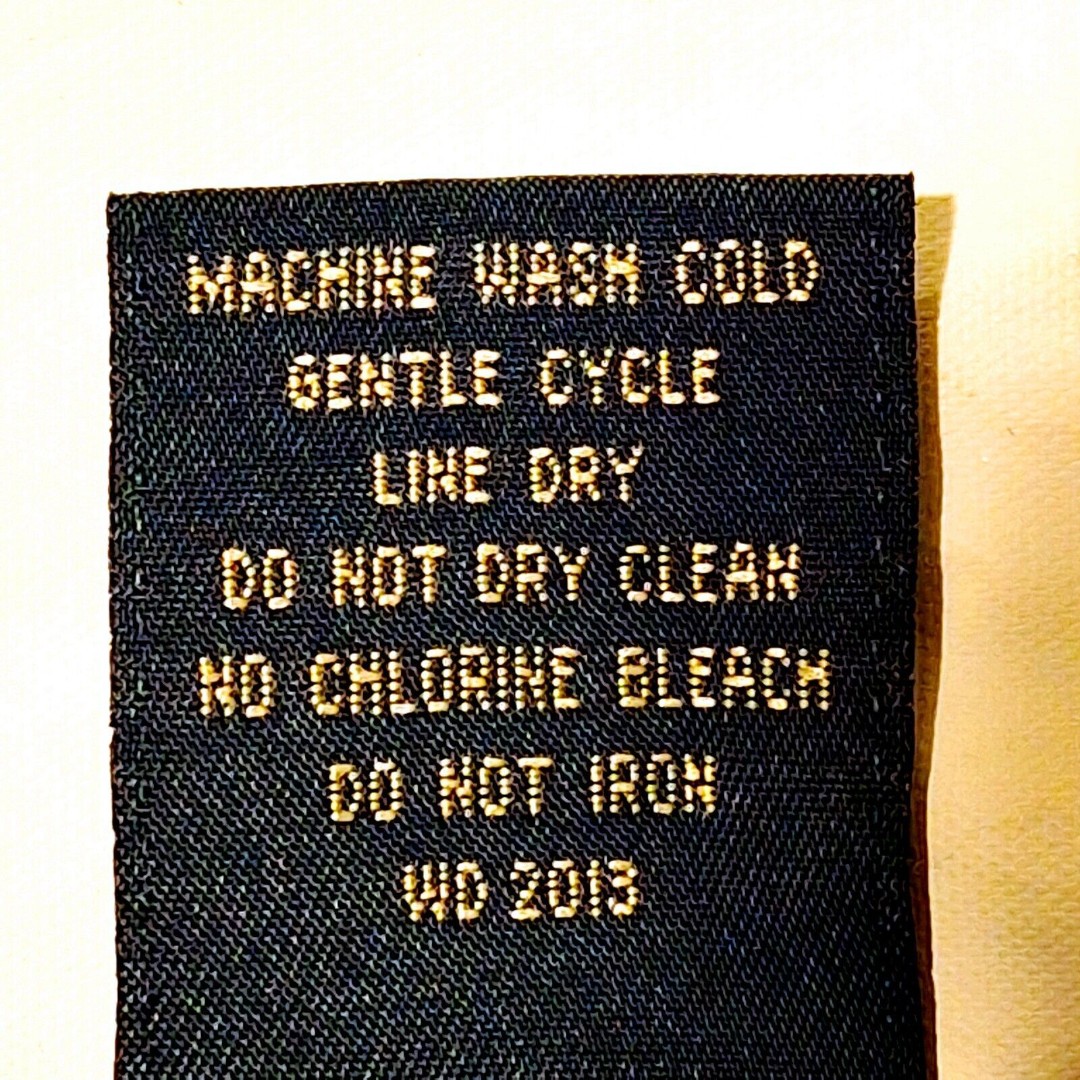 MACHINE WASH COLD
GENTLE CYCLE
LINE DRY
DO NOT DRY CLEAN
NO CHLORINE BLEACH
DO NOT IRON
WD 2013